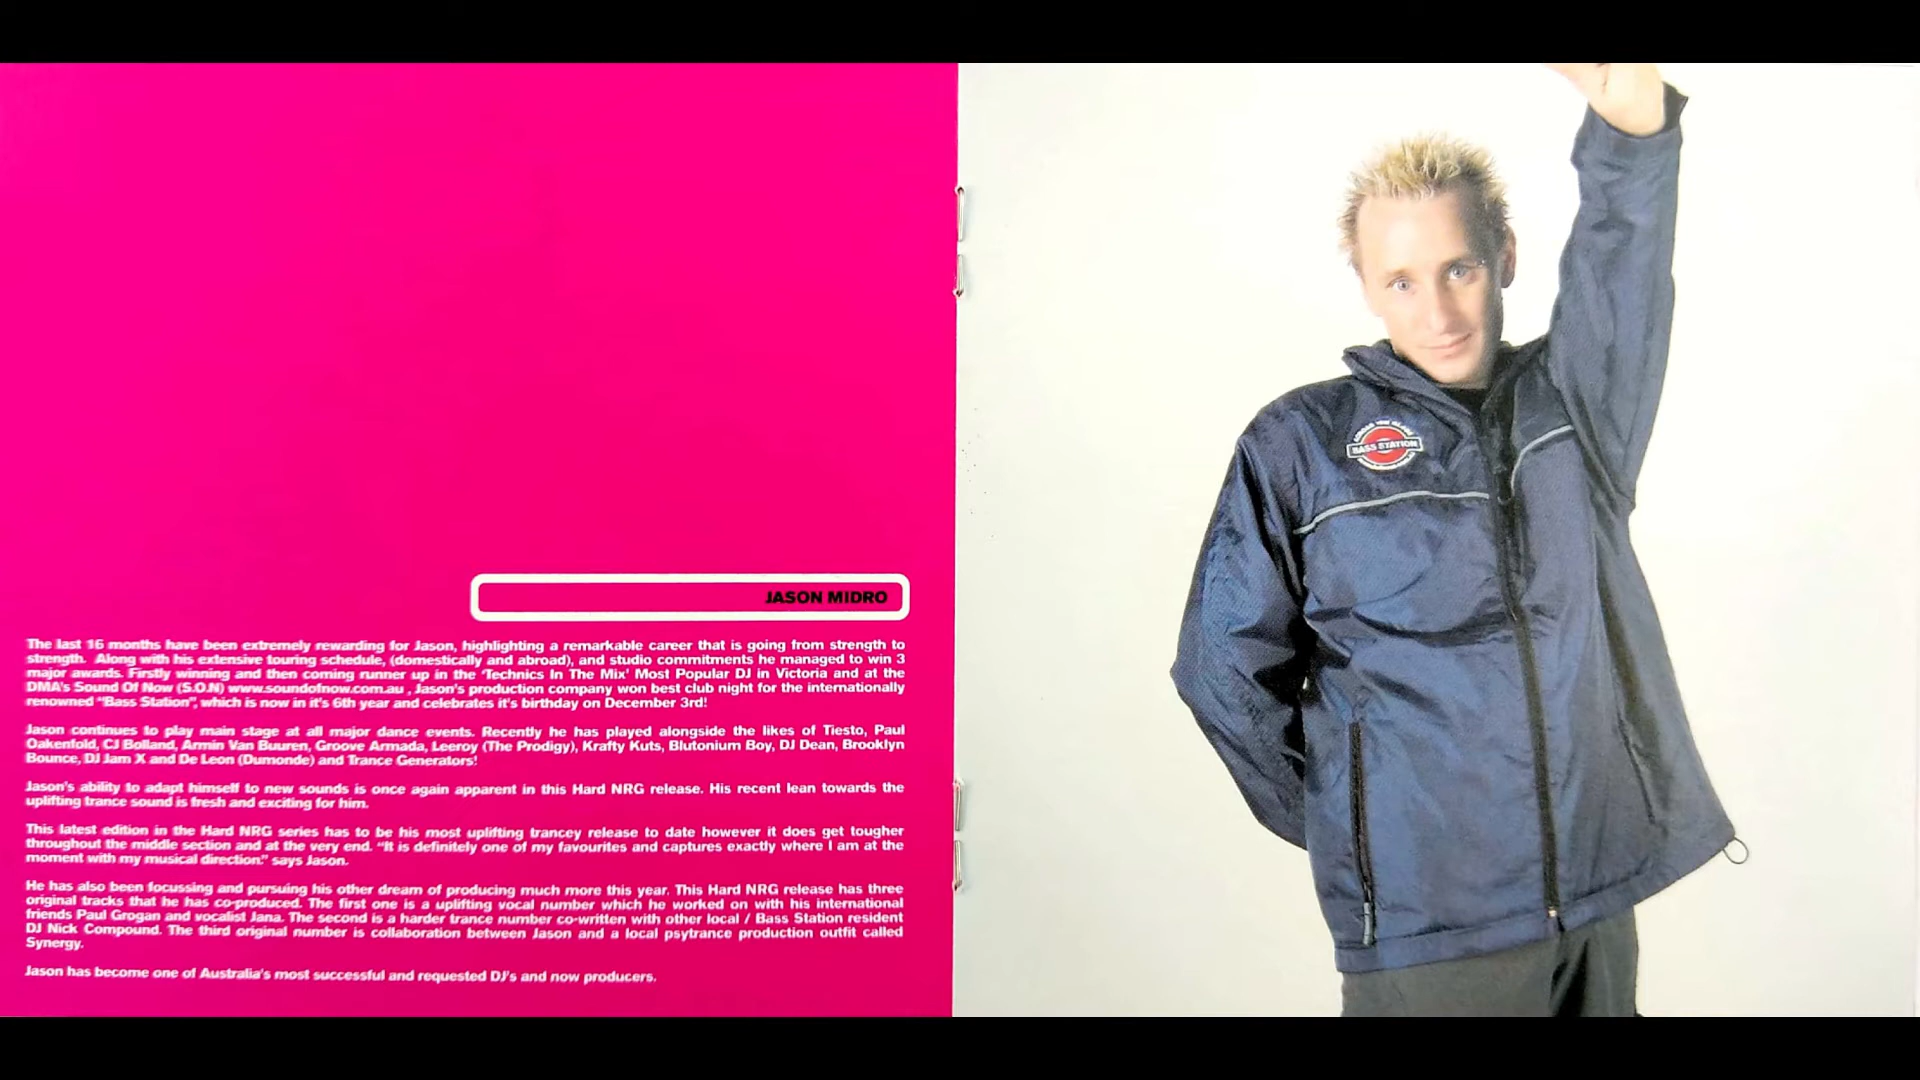 JASON MIDRO
The last 16 months have been extremely rewarding for Jason, highlighting a remarkable career that is going from strength to
strength. Along with his extensive touring schedule, (domestically and abroad), and studio commitments he managed to win 3
major awards. Firstly winning and then coming runner up in the 'Technics In The Mix' Most Popular DJ in Victoria and at the
DMA's Sound Of Now (S.O.N) www.soundofnow.com.au , Jason's production company won best club night for the internationally
renowned "Bass Station", which is now in it's 6th year and celebrates it's birthday on December 3rd!
Jason continues to play main stage at all major dance events. Recently he has played alongside the likes of Tiesto, Paul
Oakenfold, CJ Bolland, Armin Van Buuren, Groove Armada, Leeroy (The Prodigy), Krafty Kuts, Blutonium Boy, DJ Dean, Brooklyn
Bounce, DJ Jam X and De Leon (Dumonde) and Trance Generators!
Jason's ability to adapt himself to new sounds is once again apparent in this Hard NRG release. His recent lean towards the
uplifting trance sound is fresh and exciting for him.
This latest edition in the Hard NRG series has to be his most uplifting trancey release to date however it does get tougher
throughout the middle section and at the very end. "It is definitely one of my favourites and captures exactly where I am at the
moment with my musical direction." says Jason.
He has also been focussing and pursuing his other dream of producing much more this year. This Hard NRG release has three
original tracks that he has co-produced. The first one is a uplifting vocal number which he worked on with his international
friends Paul Grogan and vocalist Jana. The second is a harder trance number co-written with other local / Bass Station resident
DJ Nick Compound. The third original number is collaboration between Jason and a local psytrance production outfit called
Synergy.
Jason has become one of Australia's most successful and requested DJ's and now producers.
BASS STATION